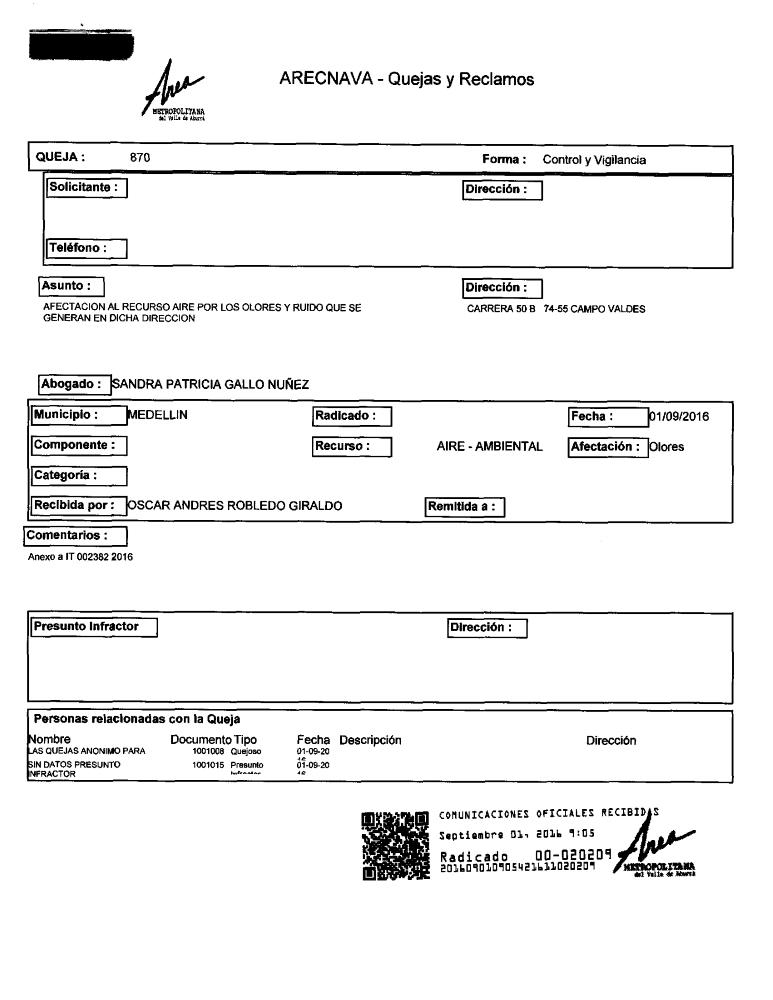 Area
METROPOLITANA
del Valle de Aburrá
ARECNAVA - Quejas y Reclamos
QUEJA : 870 Forma : Control y Vigilancia
Solicitante : Dirección :
Teléfono :
Asunto : Dirección :
AFECTACION AL RECURSO AIRE POR LOS OLORES Y RUIDO QUE SE CARRERA 50 B 74-55 CAMPO VALDES
GENERAN EN DICHA DIRECCION
Abogado : SANDRA PATRICIA GALLO NUÑEZ
Municipio : MEDELLIN Radicado : Fecha : 01/09/2016
Componente : Recurso : AIRE - AMBIENTAL Afectación : Olores
Categoría :
Recibida por : OSCAR ANDRES ROBLEDO GIRALDO Remitida a :
Comentarios :
Anexo a IT 002382 2016
Presunto Infractor Dirección :
Personas relacionadas con la Queja
Nombre Documento Tipo Fecha Descripción Dirección
LAS QUEJAS ANONIMO PARA 1001008 Quejoso 01-09-20
16
SIN DATOS PRESUNTO 1001015 Presunto 01-09-20
INFRACTOR Infractor 16
COMUNICACIONES OFICIALES RECIBIDAS
Septiembre 01, 2016 9:05
Radicado 00-020209
201609010905421611020209
Area
METROPOLITANA
del Valle de Aburrá